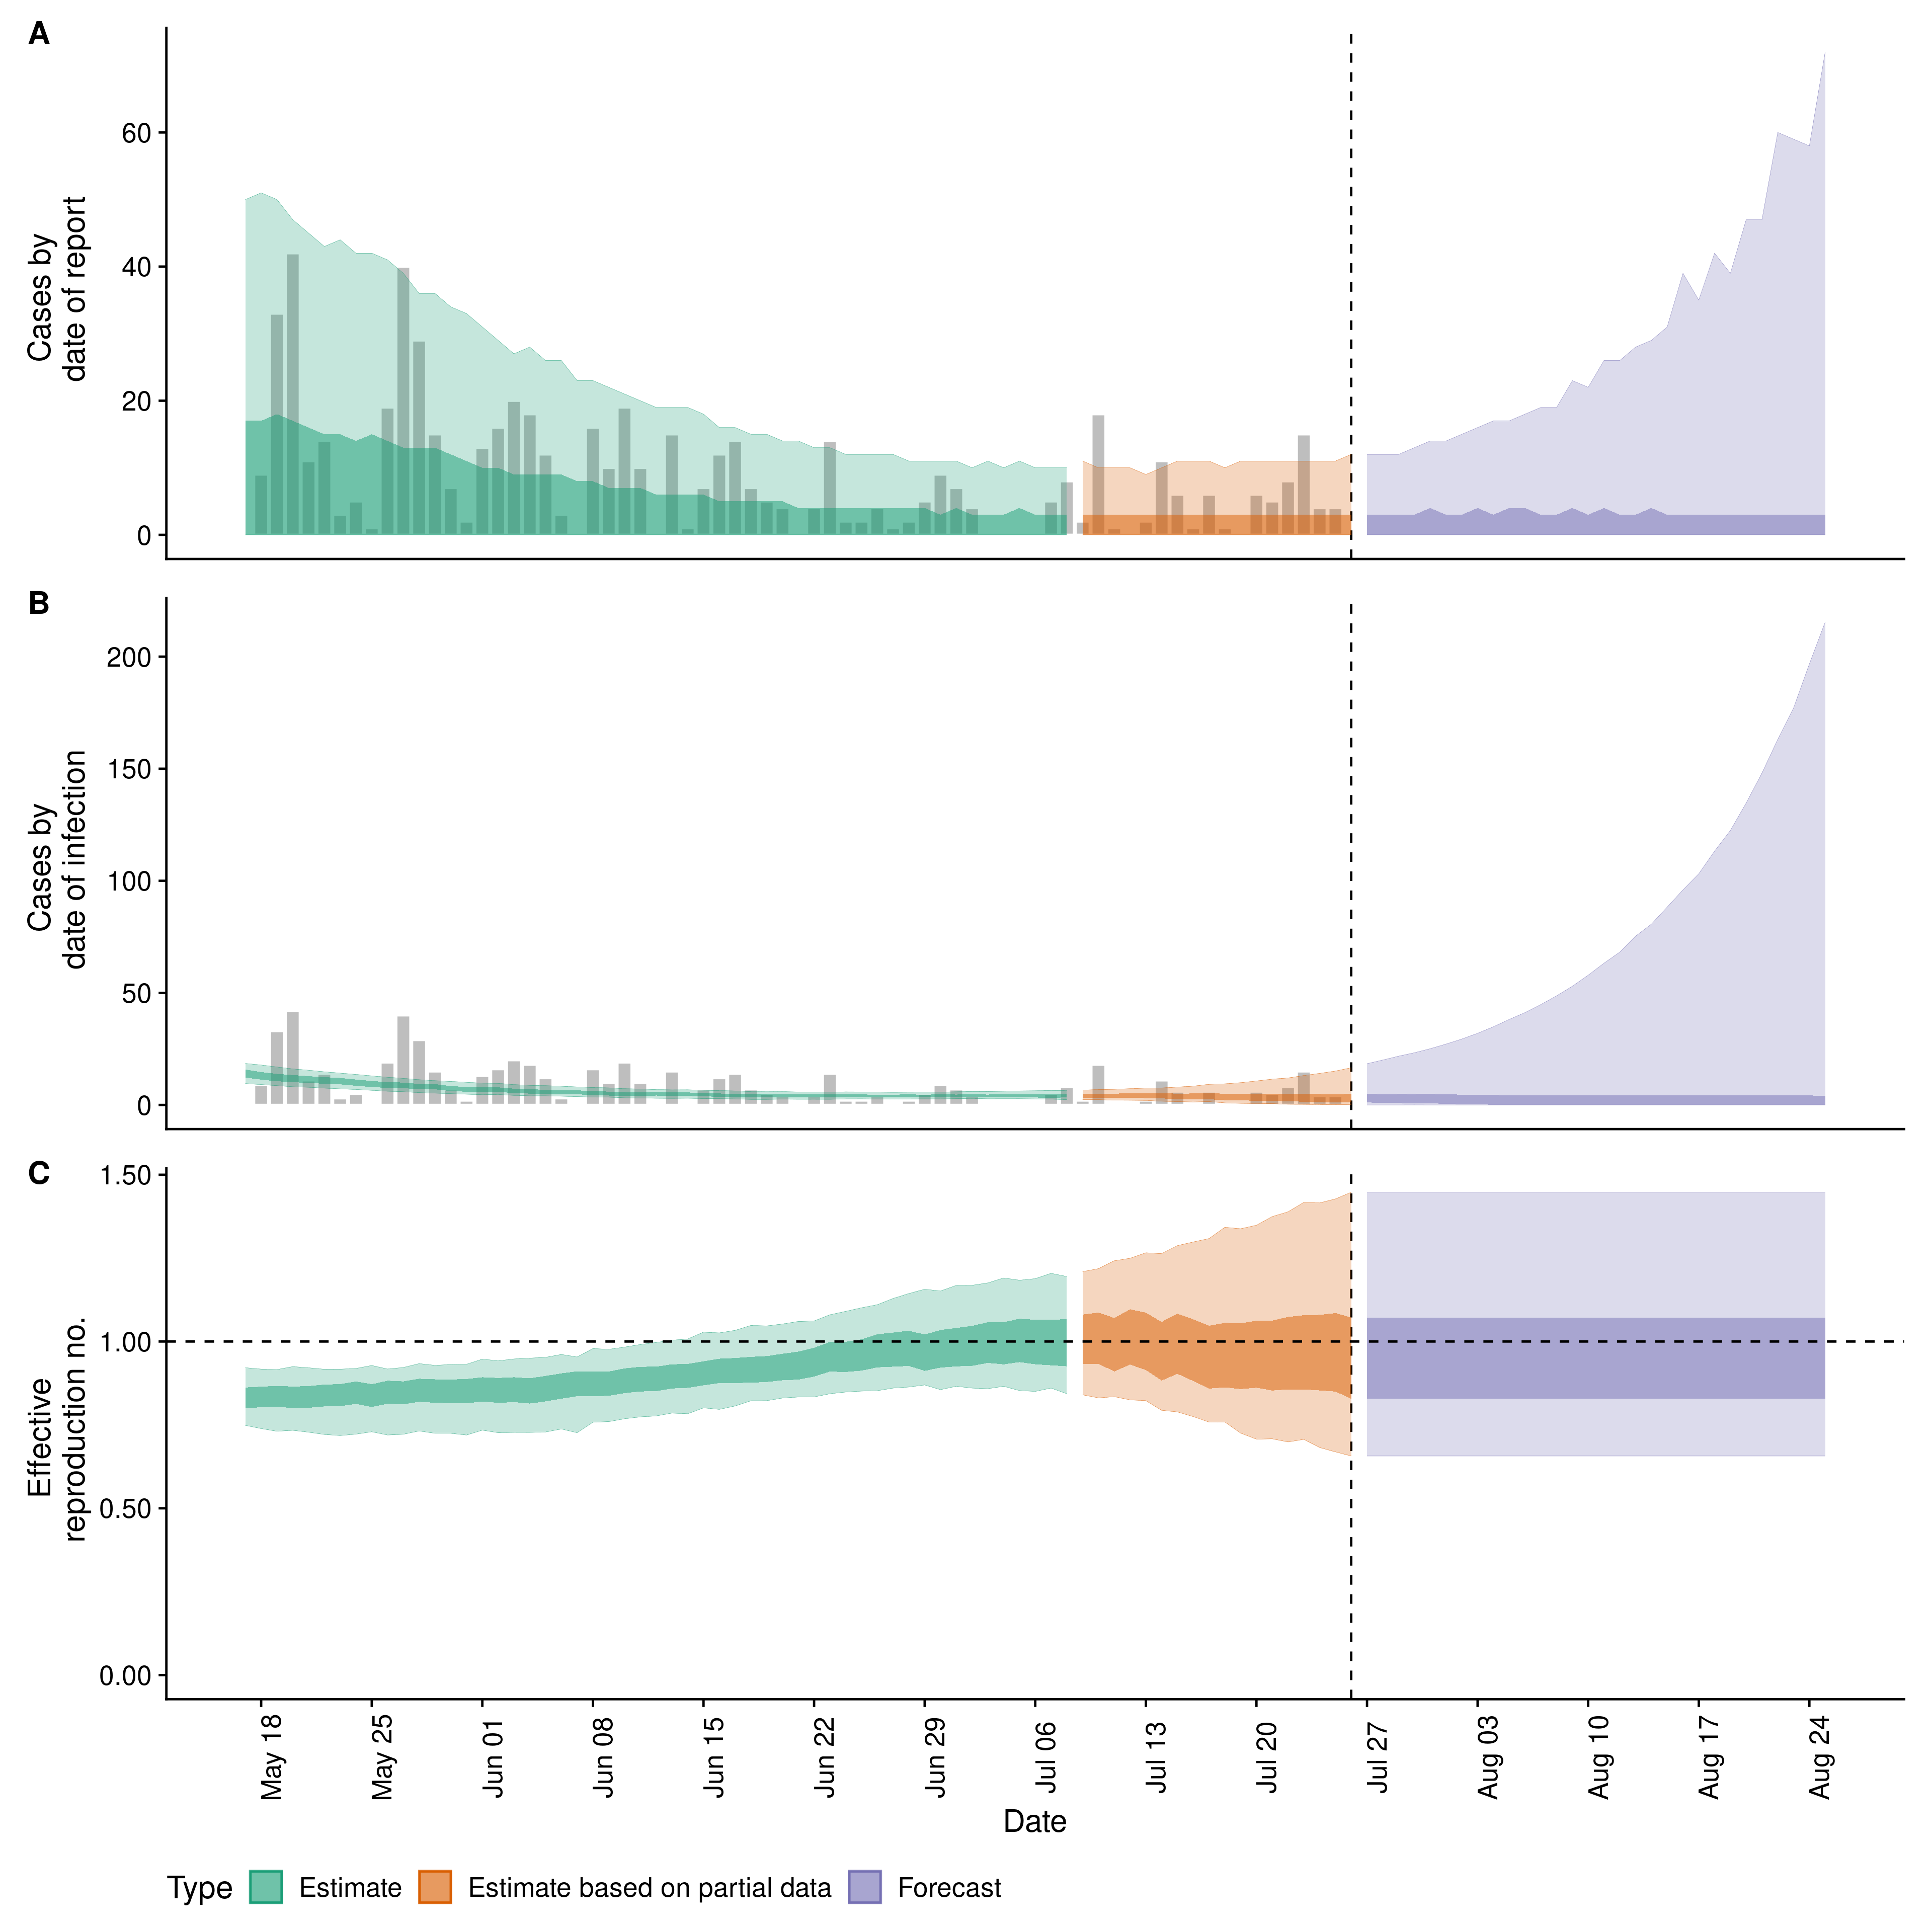 A
Cases by
date of report
60
40
20
0
B
Cases by
date of infection
200
150
100
50
0
C
Effective
reproduction no.
1.50
1.00
0.50
0.00
May 18
May 25
Jun 01
Jun 08
Jun 15
Jun 22
Jun 29
Jul 06
Jul 13
Jul 20
Jul 27
Aug 03
Aug 10
Aug 17
Aug 24
Date
Type Estimate Estimate based on partial data Forecast